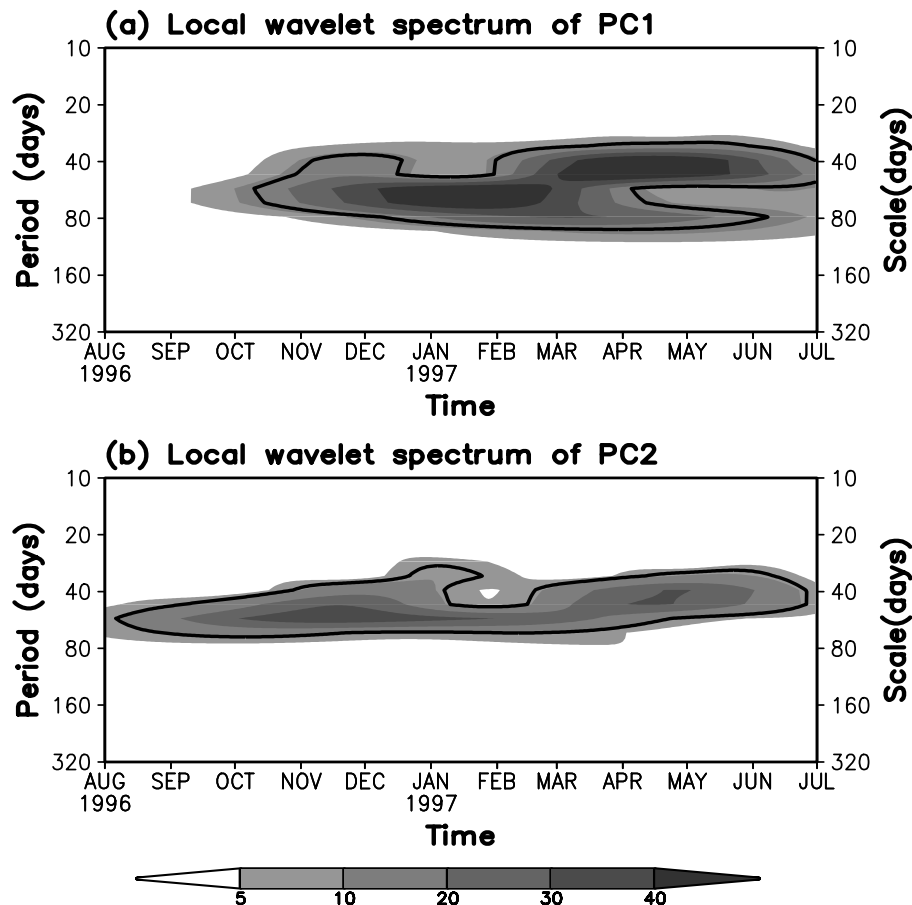 (a) Local wavelet spectrum of PC1
10 10
20 20
40 40
80 80
160 160
320 320
Period (days)
Scale(days)
AUG SEP OCT NOV DEC JAN FEB MAR APR MAY JUN JUL
1996 1997
Time
(b) Local wavelet spectrum of PC2
10 10
20 20
40 40
80 80
160 160
320 320
Period (days)
Scale(days)
AUG SEP OCT NOV DEC JAN FEB MAR APR MAY JUN JUL
1996 1997
Time
5 10 20 30 40